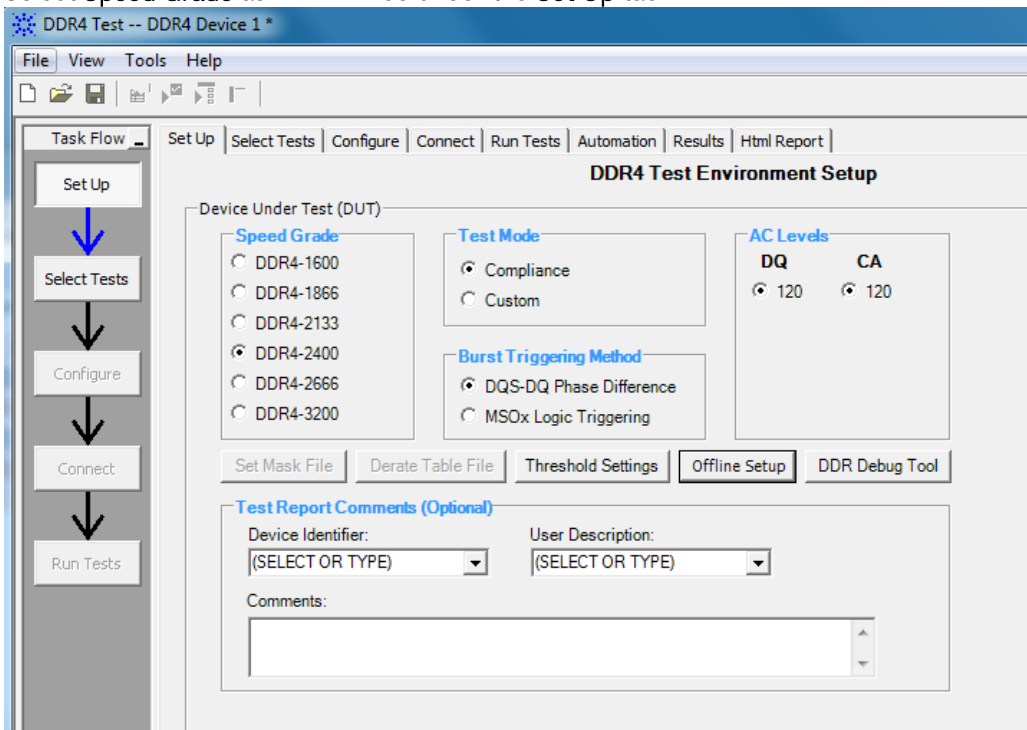 DDR4 Test -- DDR4 Device 1 *
File View Tools Help
Task Flow
Set Up
Select Tests
Configure
Connect
Run Tests
Set Up Select Tests Configure Connect Run Tests Automation Results Html Report
DDR4 Test Environment Setup
Device Under Test (DUT)
Speed Grade
DDR4-1600
DDR4-1866
DDR4-2133
DDR4-2400
DDR4-2666
DDR4-3200
Test Mode
Compliance
Custom
Burst Triggering Method
DQS-DQ Phase Difference
MSOx Logic Triggering
AC Levels
DQ CA
120 120
Set Mask File Derate Table File Threshold Settings Offline Setup DDR Debug Tool
Test Report Comments (Optional)
Device Identifier: User Description:
(SELECT OR TYPE) (SELECT OR TYPE)
Comments: